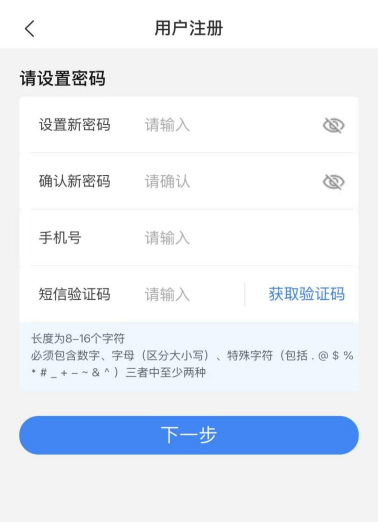 用户注册
请设置密码
设置新密码 请输入
确认新密码 请确认
手机号 请输入
短信验证码 请输入 获取验证码
长度为8-16个字符
必须包含数字、字母（区分大小写）、特殊字符（包括 . @ $ %
* # _ + - ~ & ^ ）三者中至少两种
下一步